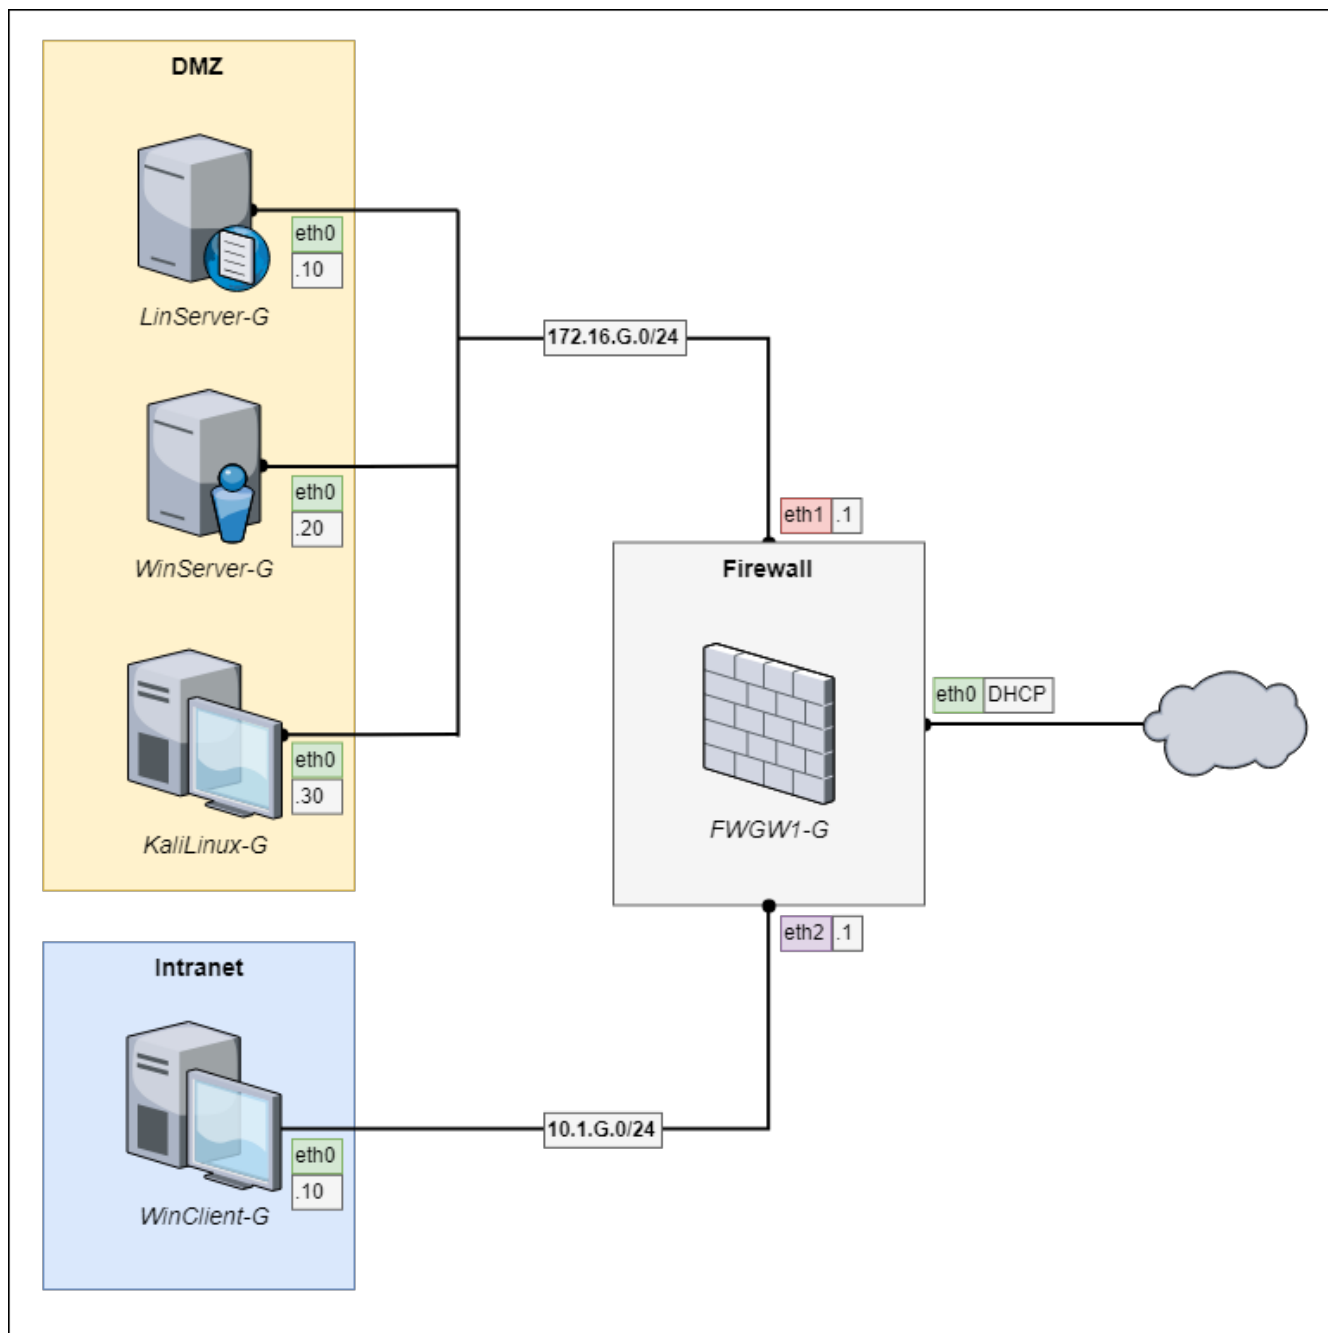 DMZ
eth0
.10
LinServer-G
172.16.G.0/24
eth0
.20
WinServer-G
eth1 .1
Firewall
eth0 DHCP
eth0
.30
FWGW1-G
KaliLinux-G
eth2 .1
Intranet
10.1.G.0/24
eth0
.10
WinClient-G